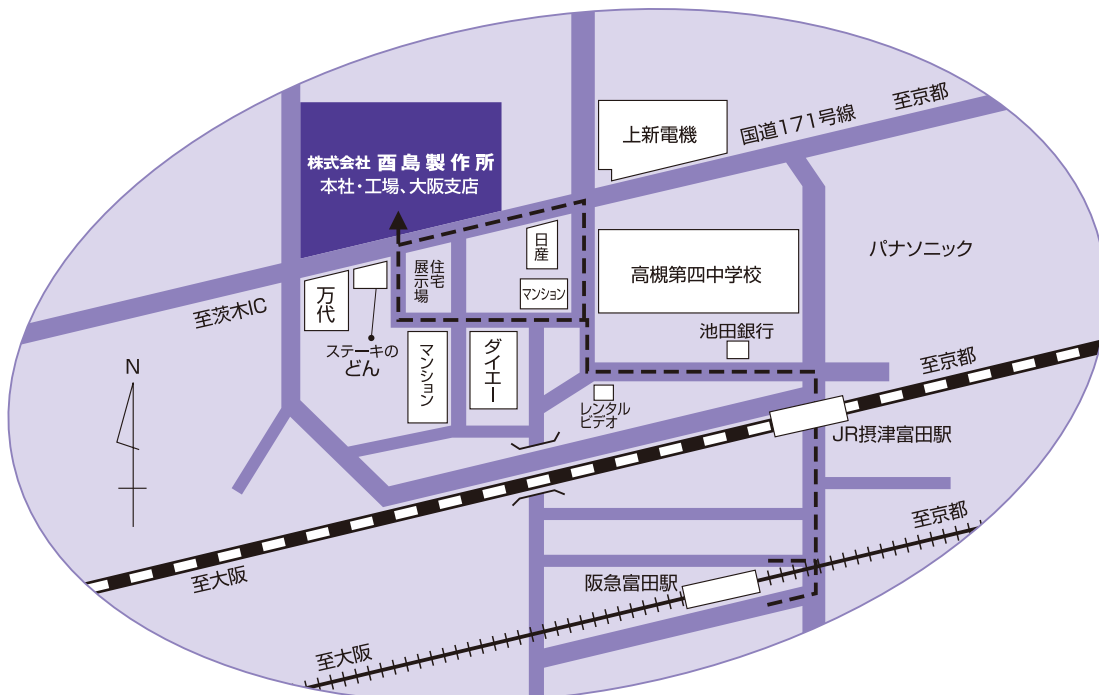 至京都
国道171号線
上新電機
株式会社 酉島製作所
本社・工場、大阪支店
パナソニック
日産
住宅
展示場
高槻第四中学校
マンション
万代
至茨木IC
池田銀行
ステーキの
どん
マンション
ダイエー
至京都
N
レンタル
ビデオ
JR摂津富田駅
至京都
至大阪
阪急富田駅
至大阪